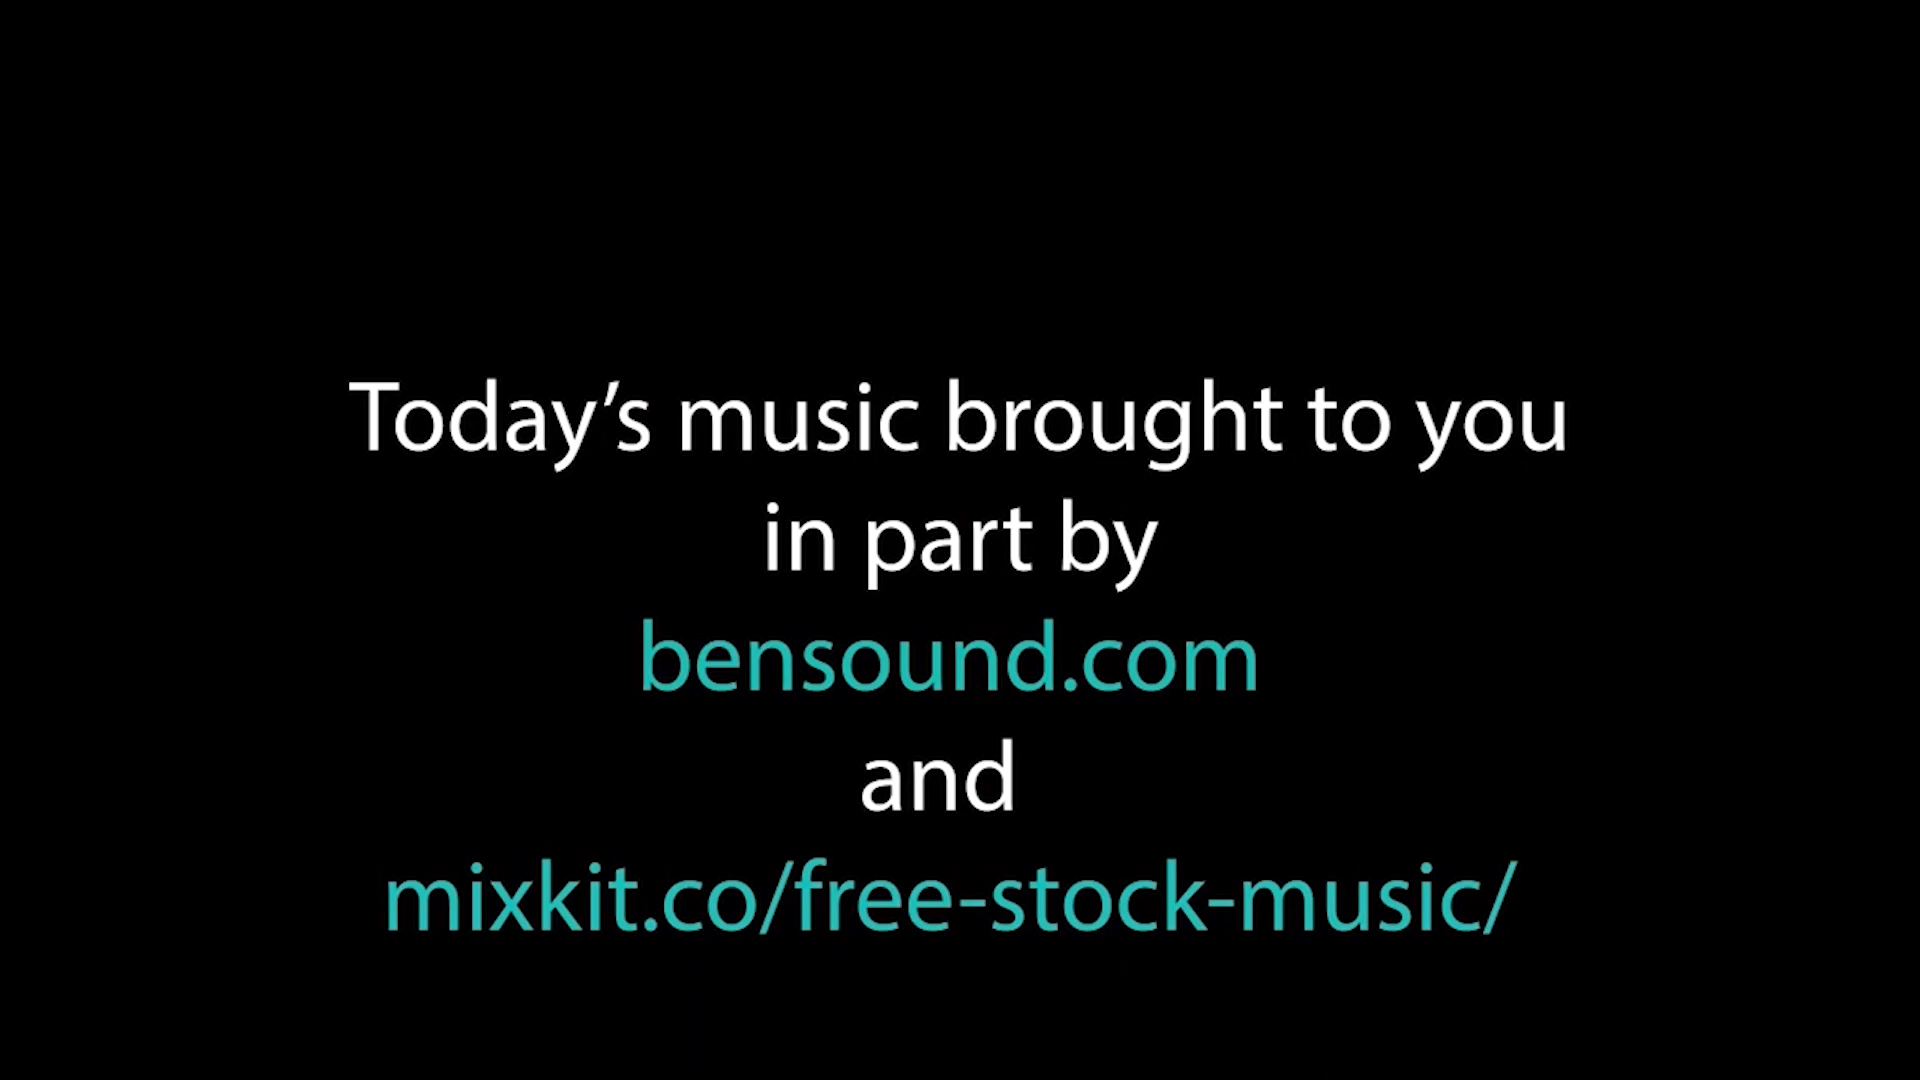 Today’s music brought to you
in part by
bensound.com
and
mixkit.co/free-stock-music/